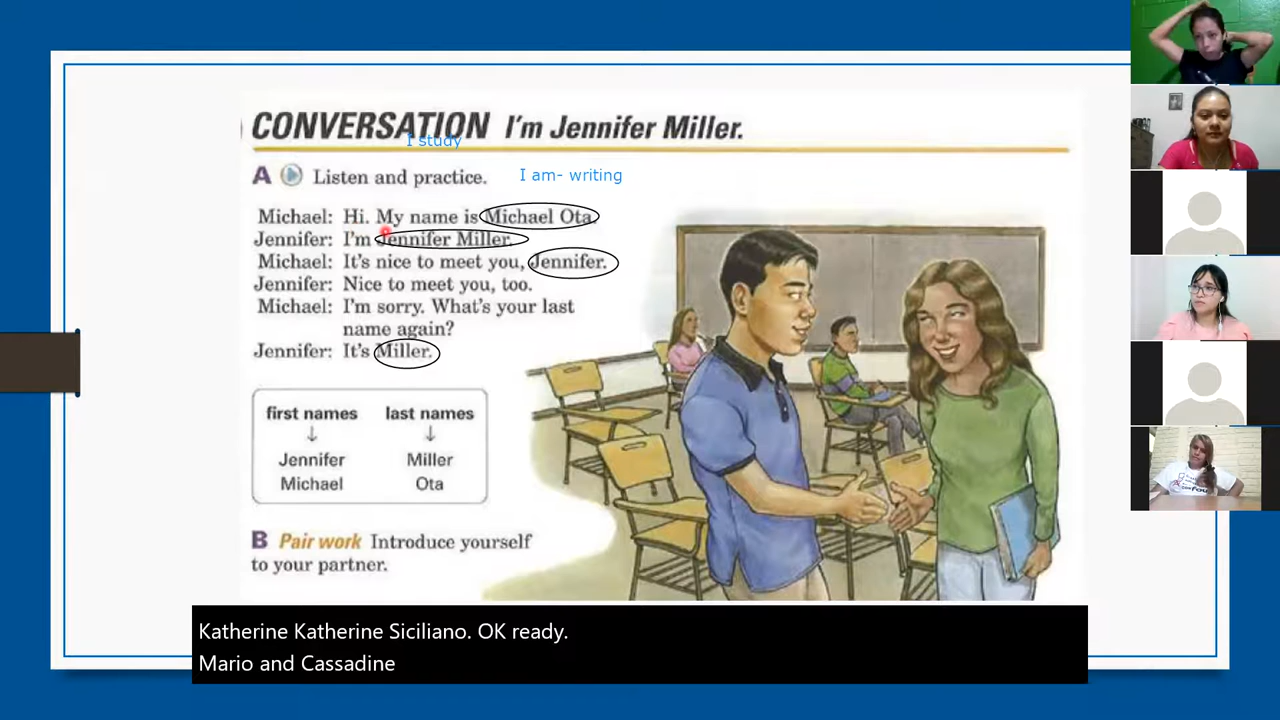 CONVERSATION I'm Jennifer Miller.
I study
A Listen and practice.
I am- writing
Michael: Hi. My name is Michael Ota.
Jennifer: I'm Jennifer Miller.
Michael: It's nice to meet you, Jennifer.
Jennifer: Nice to meet you, too.
Michael: I'm sorry. What's your last
name again?
Jennifer: It's Miller.
first names last names
Jennifer Miller
Michael Ota
B Pair work Introduce yourself
to your partner.
Katherine Katherine Siciliano. OK ready.
Mario and Cassadine